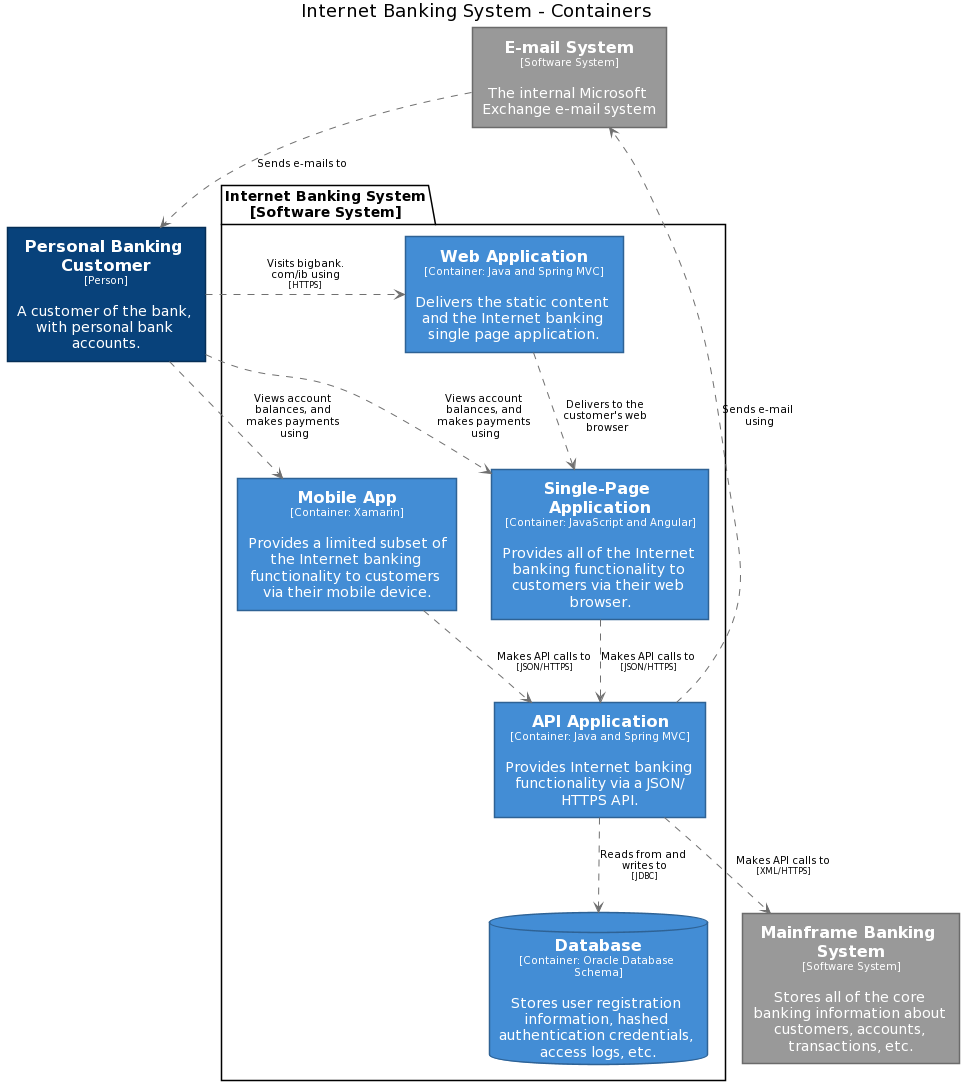 Internet Banking System - Containers
E-mail System
[Software System]
The internal Microsoft
Exchange e-mail system
Sends e-mails to
Internet Banking System
[Software System]
Personal Banking
Customer
[Person]
A customer of the bank,
with personal bank
accounts.
Visits bigbank.
com/ib using
[HTTPS]
Web Application
[Container: Java and Spring MVC]
Delivers the static content
and the Internet banking
single page application.
Views account
balances, and
makes payments
using
Views account
balances, and
makes payments
using
Delivers to the
customer's web
browser
Sends e-mail
using
Mobile App
[Container: Xamarin]
Provides a limited subset of
the Internet banking
functionality to customers
via their mobile device.
Single-Page
Application
[Container: JavaScript and Angular]
Provides all of the Internet
banking functionality to
customers via their web
browser.
Makes API calls to
[JSON/HTTPS]
Makes API calls to
[JSON/HTTPS]
API Application
[Container: Java and Spring MVC]
Provides Internet banking
functionality via a JSON/
HTTPS API.
Reads from and
writes to
[JDBC]
Makes API calls to
[XML/HTTPS]
Database
[Container: Oracle Database
Schema]
Stores user registration
information, hashed
authentication credentials,
access logs, etc.
Mainframe Banking
System
[Software System]
Stores all of the core
banking information about
customers, accounts,
transactions, etc.